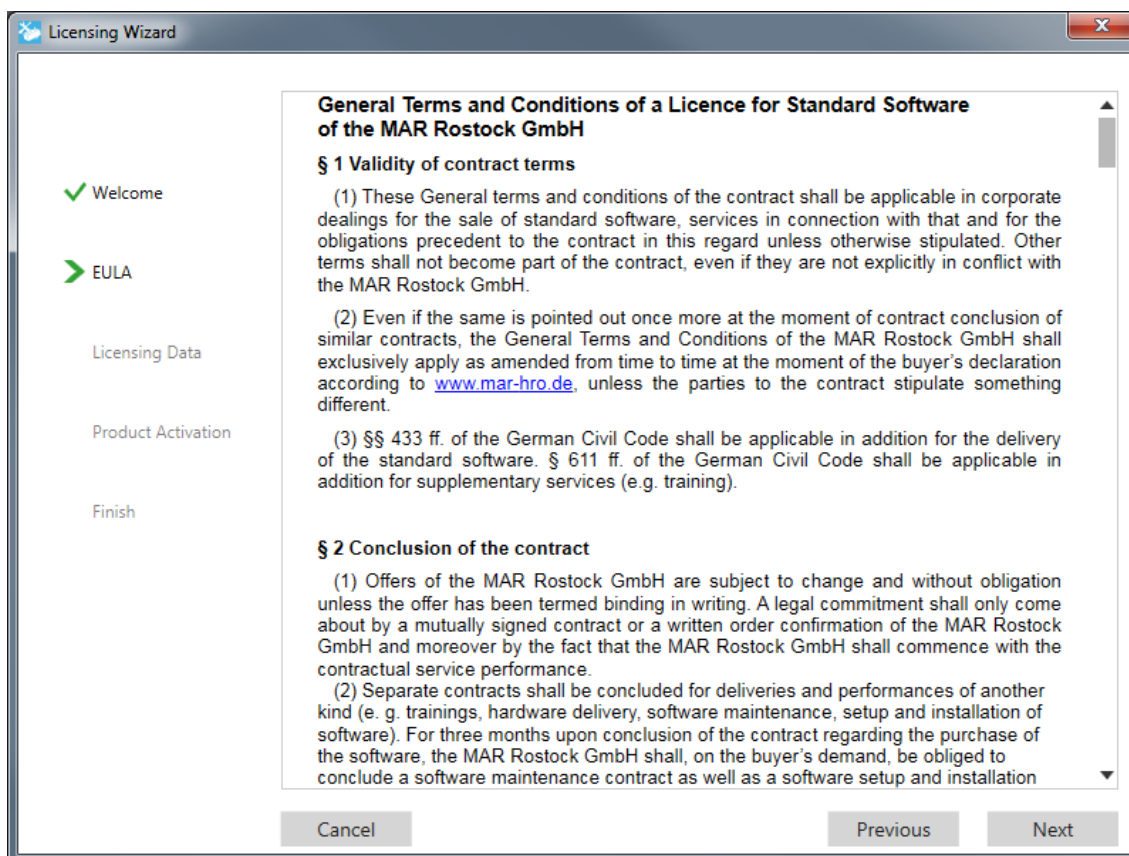 Licensing Wizard
Welcome
EULA
Licensing Data
Product Activation
Finish
General Terms and Conditions of a Licence for Standard Software
of the MAR Rostock GmbH
§ 1 Validity of contract terms
(1) These General terms and conditions of the contract shall be applicable in corporate
dealings for the sale of standard software, services in connection with that and for the
obligations precedent to the contract in this regard unless otherwise stipulated. Other
terms shall not become part of the contract, even if they are not explicitly in conflict with
the MAR Rostock GmbH.
(2) Even if the same is pointed out once more at the moment of contract conclusion of
similar contracts, the General Terms and Conditions of the MAR Rostock GmbH shall
exclusively apply as amended from time to time at the moment of the buyer's declaration
according to www.mar-hro.de, unless the parties to the contract stipulate something
different.
(3) §§ 433 ff. of the German Civil Code shall be applicable in addition for the delivery
of the standard software. § 611 ff. of the German Civil Code shall be applicable in
addition for supplementary services (e.g. training).
§ 2 Conclusion of the contract
(1) Offers of the MAR Rostock GmbH are subject to change and without obligation
unless the offer has been termed binding in writing. A legal commitment shall only come
about by a mutually signed contract or a written order confirmation of the MAR Rostock
GmbH and moreover by the fact that the MAR Rostock GmbH shall commence with the
contractual service performance.
(2) Separate contracts shall be concluded for deliveries and performances of another
kind (e. g. trainings, hardware delivery, software maintenance, setup and installation of
software). For three months upon conclusion of the contract regarding the purchase of
the software, the MAR Rostock GmbH shall, on the buyer's demand, be obliged to
conclude a software maintenance contract as well as a software setup and installation
Cancel
Previous
Next